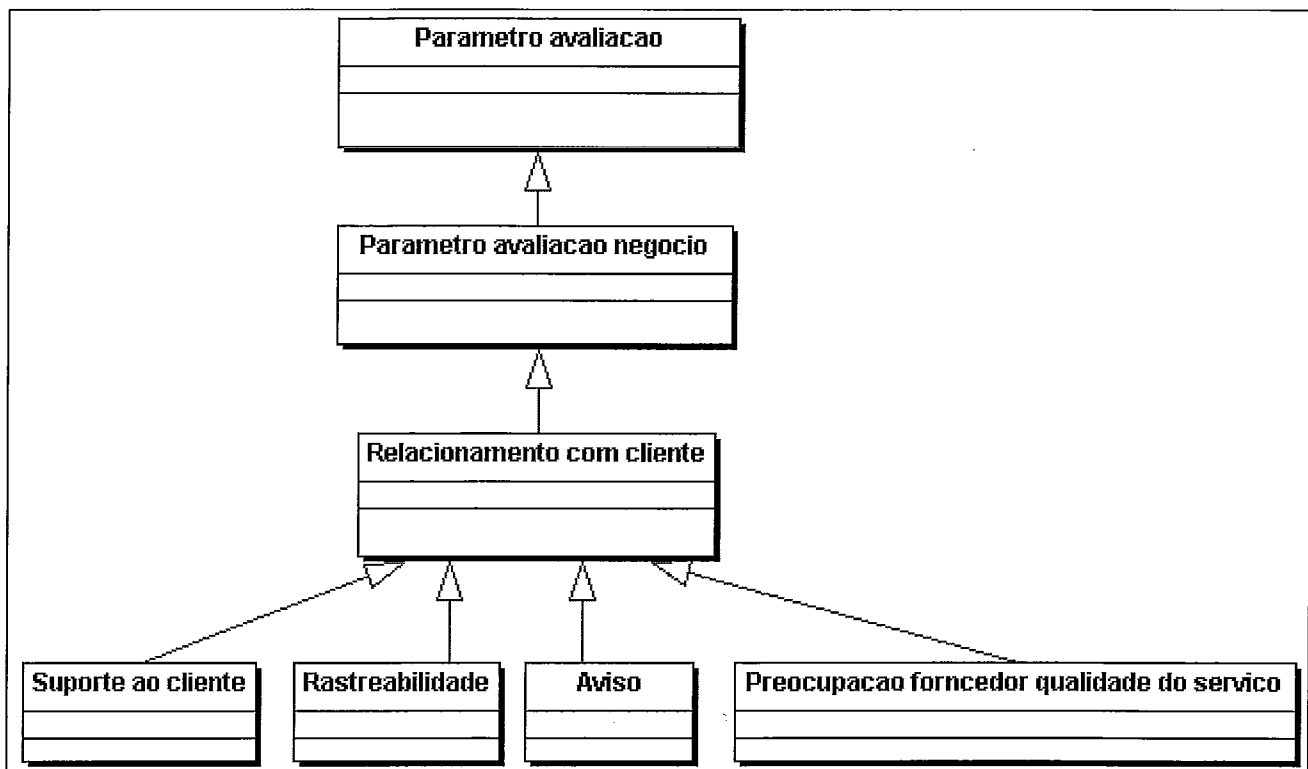 Parametro avaliacao
Parametro avaliacao negocio
Relacionamento com cliente
Suporte ao cliente
Rastreabilidade
Aviso
Preocupacao forncedor qualidade do servico